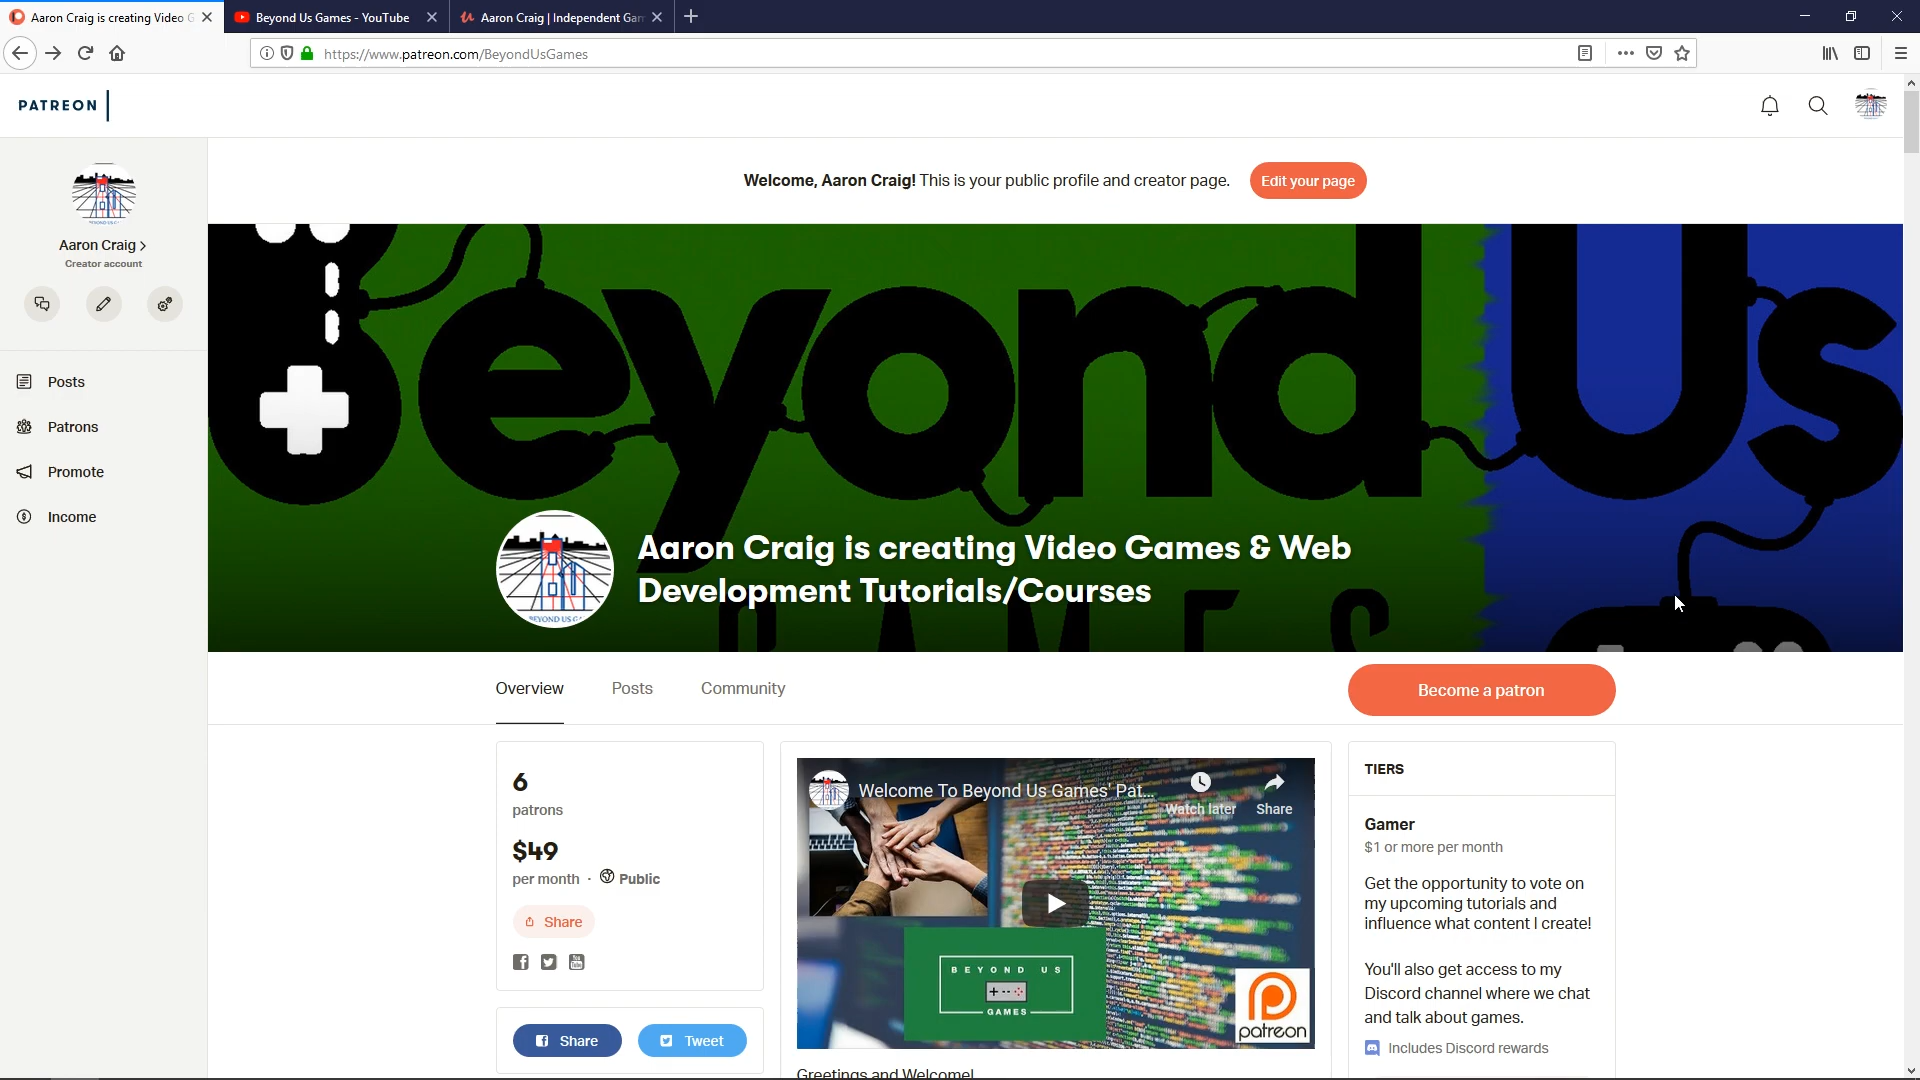 Aaron Craig is creating Video G
Beyond Us Games - YouTube
Aaron Craig | Independent Gam
https://www.patreon.com/BeyondUsGames
PATREON
Welcome, Aaron Craig! This is your public profile and creator page.
Edit your page
Aaron Craig >
Creator account
Posts
Patrons
Promote
Income
Beyond Us
GAMES
BEYOND US GA
Aaron Craig is creating Video Games & Web
Development Tutorials/Courses
Overview
Posts
Community
Become a patron
6
patrons
$49
per month · Public
Share
Share
Tweet
Welcome To Beyond Us Games' Pat...
Watch later
Share
BEYOND US
GAMES
patreon
Greetings and Welcome!
TIERS
Gamer
$1 or more per month
Get the opportunity to vote on
my upcoming tutorials and
influence what content I create!
You'll also get access to my
Discord channel where we chat
and talk about games.
Includes Discord rewards